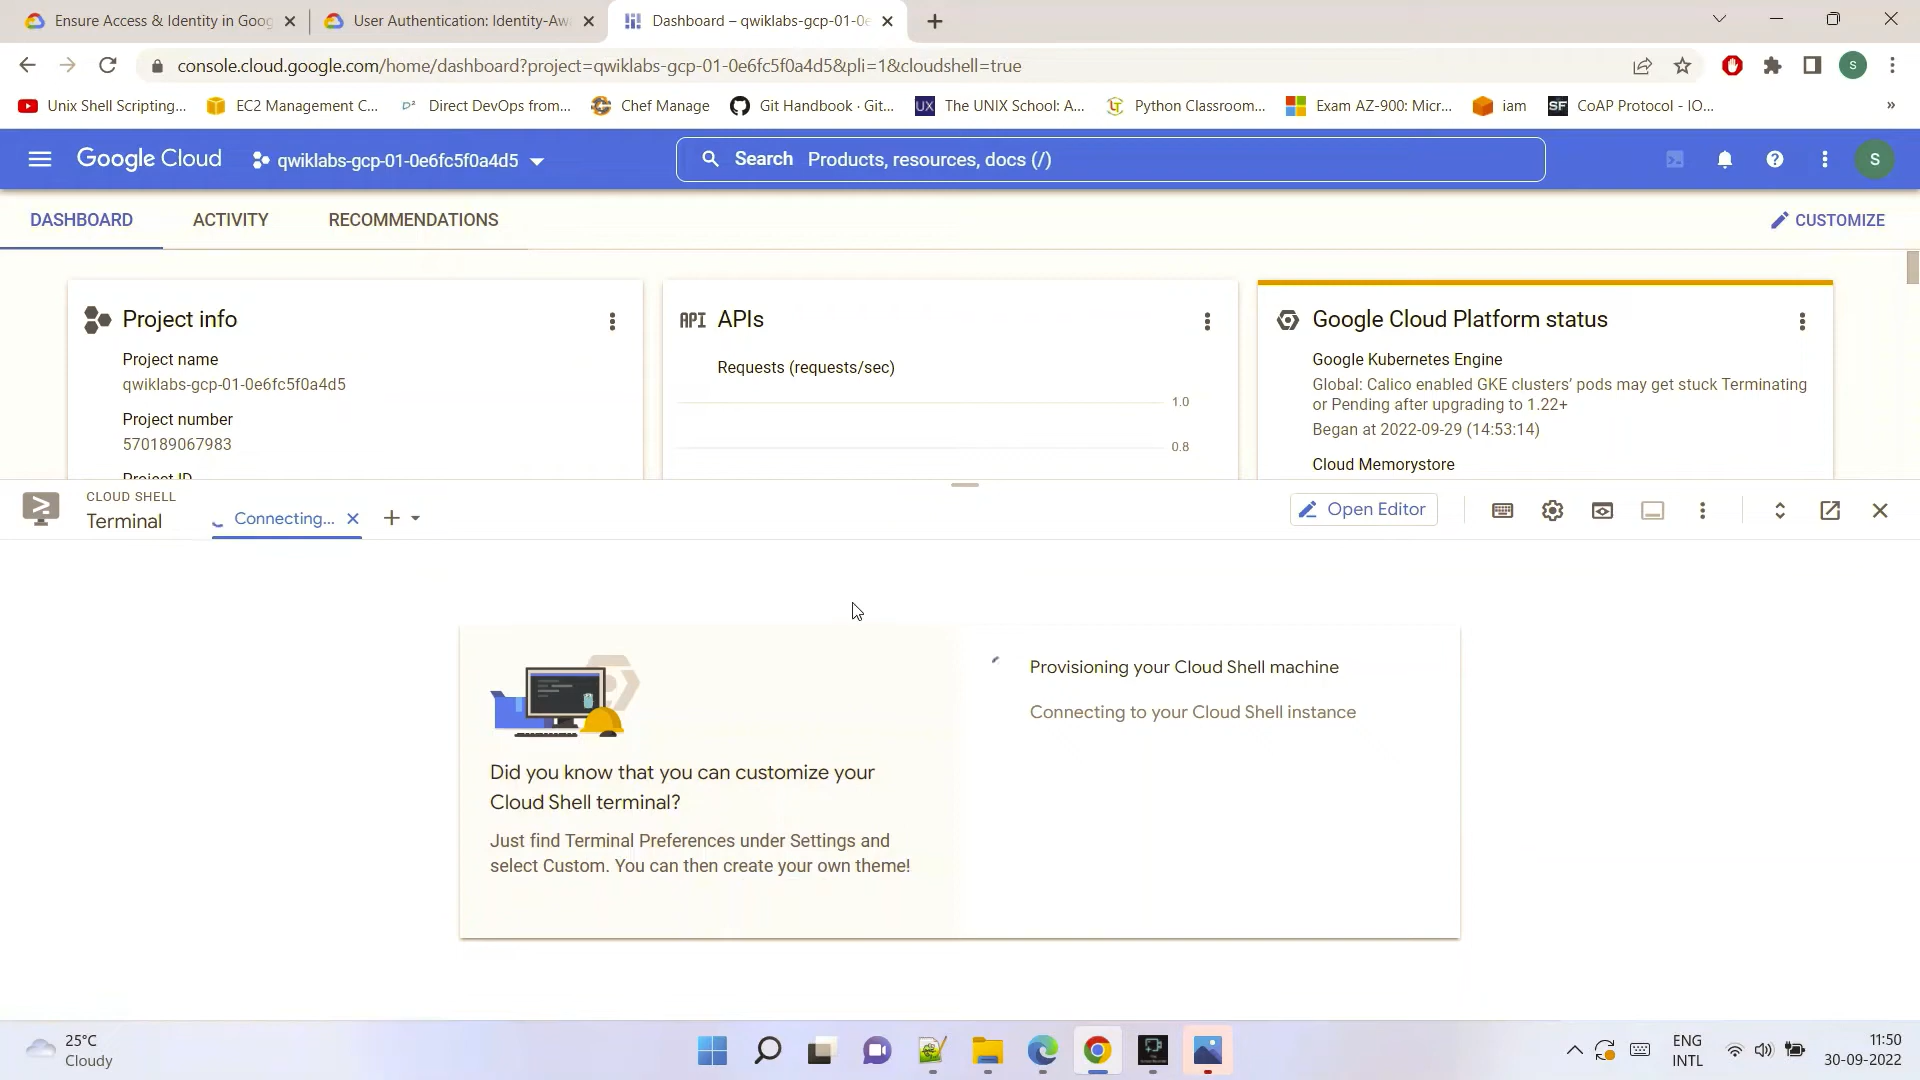 Ensure Access & Identity in Goog
User Authentication: Identity-Aw
Dashboard – qwiklabs-gcp-01-0e
console.cloud.google.com/home/dashboard?project=qwiklabs-gcp-01-0e6fc5f0a4d5&pli=1&cloudshell=true
S
Unix Shell Scripting...
EC2 Management C...
Direct DevOps from...
Chef Manage
Git Handbook · Git...
UX
The UNIX School: A...
Python Classroom...
Exam AZ-900: Micr...
iam
SF
CoAP Protocol - IO...
»
Google Cloud
qwiklabs-gcp-01-0e6fc5f0a4d5
Search Products, resources, docs (/)
S
DASHBOARD
ACTIVITY
RECOMMENDATIONS
CUSTOMIZE
Project info
Project name
qwiklabs-gcp-01-0e6fc5f0a4d5
Project number
570189067983
Project ID
API APIs
Requests (requests/sec)
1.0
0.8
Google Cloud Platform status
Google Kubernetes Engine
Global: Calico enabled GKE clusters’ pods may get stuck Terminating
or Pending after upgrading to 1.22+
Began at 2022-09-29 (14:53:14)
Cloud Memorystore
CLOUD SHELL
Terminal
Connecting...
Open Editor
Provisioning your Cloud Shell machine
Connecting to your Cloud Shell instance
Did you know that you can customize your
Cloud Shell terminal?
Just find Terminal Preferences under Settings and
select Custom. You can then create your own theme!
25°C
Cloudy
ENG
INTL
11:50
30-09-2022